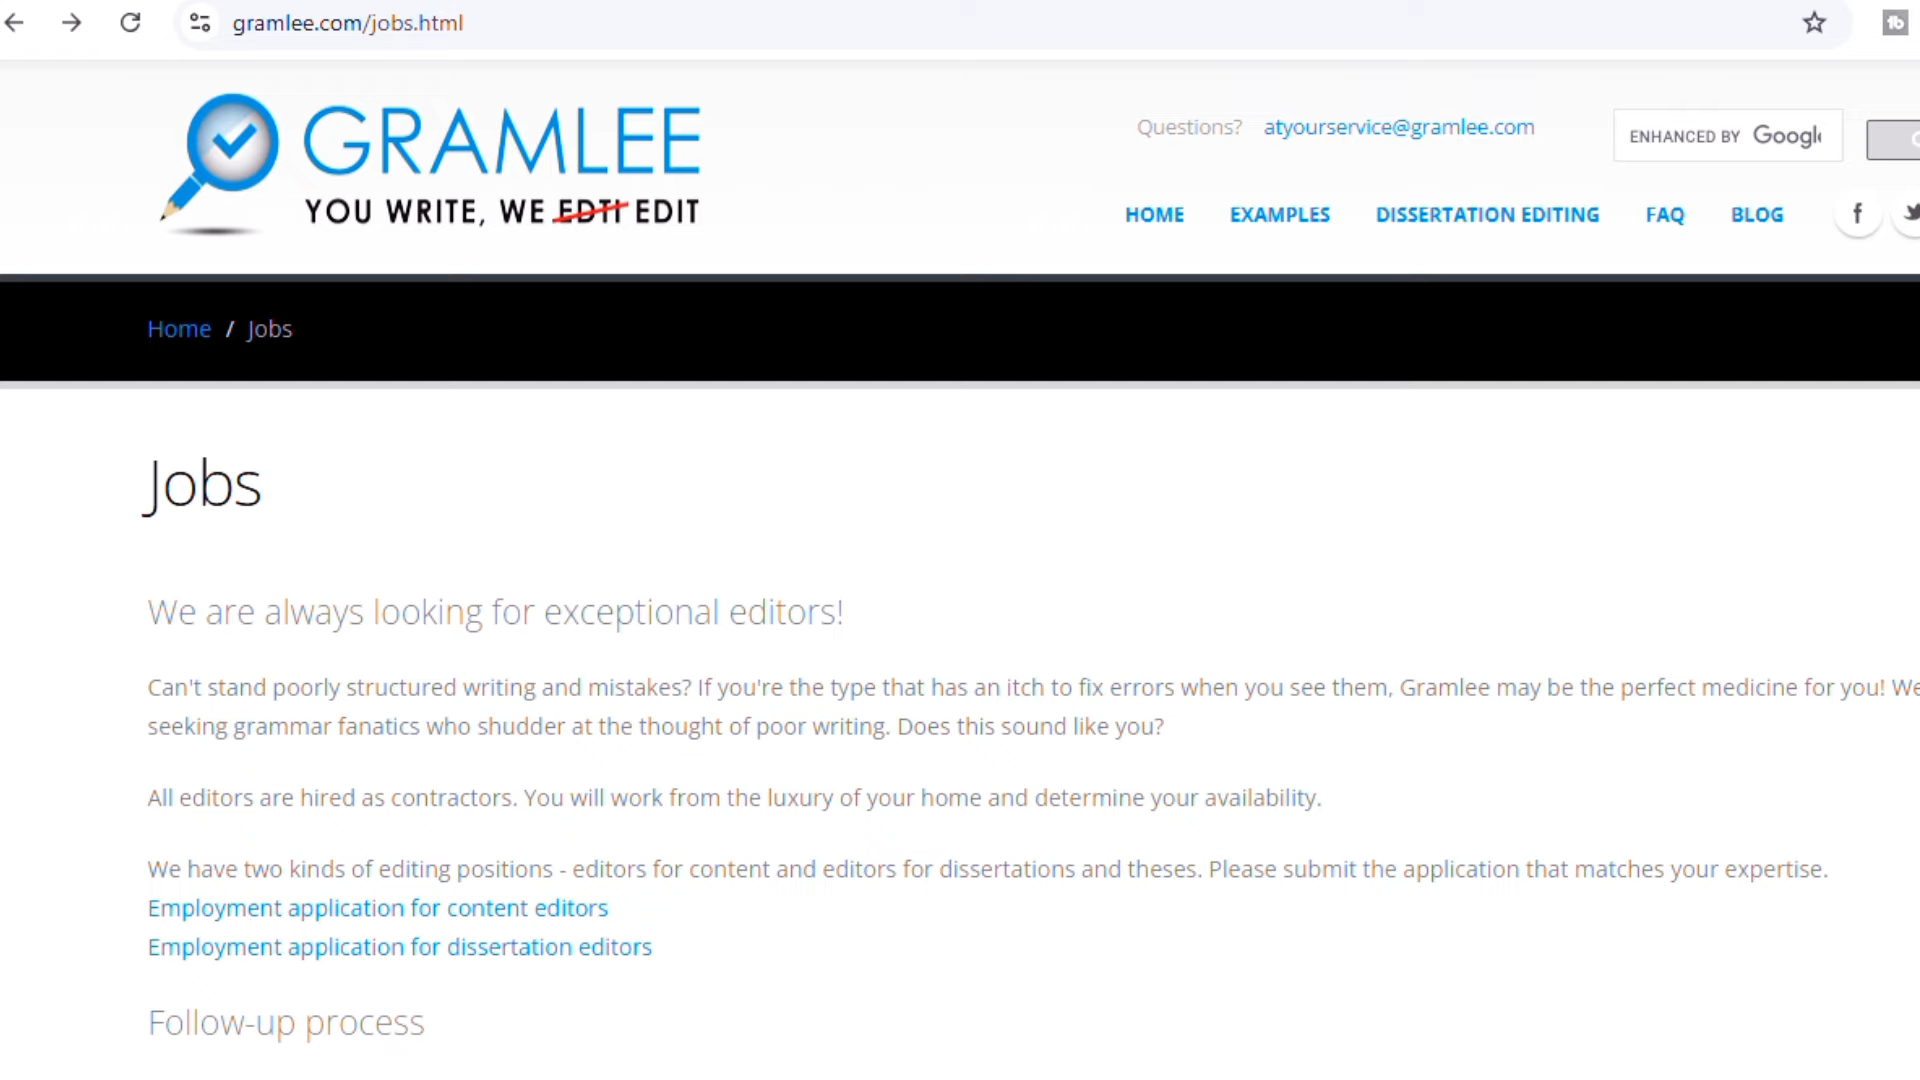 gramlee.com/jobs.html
GRAMLEE
YOU WRITE, WE EDTI EDIT
Questions? atyourservice@gramlee.com
ENHANCED BY Google
HOME EXAMPLES DISSERTATION EDITING FAQ BLOG
Home / Jobs
Jobs
We are always looking for exceptional editors!
Can't stand poorly structured writing and mistakes? If you're the type that has an itch to fix errors when you see them, Gramlee may be the perfect medicine for you! We
seeking grammar fanatics who shudder at the thought of poor writing. Does this sound like you?
All editors are hired as contractors. You will work from the luxury of your home and determine your availability.
We have two kinds of editing positions - editors for content and editors for dissertations and theses. Please submit the application that matches your expertise.
Employment application for content editors
Employment application for dissertation editors
Follow-up process